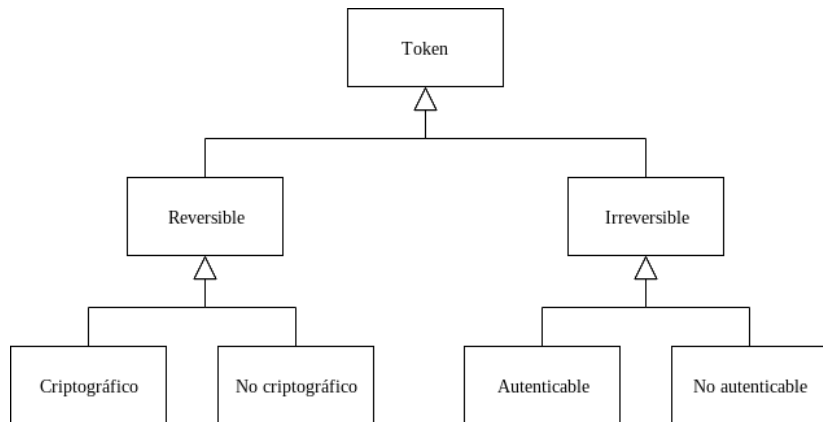 Token
Reversible
Irreversible
Criptográfico
No criptográfico
Autenticable
No autenticable